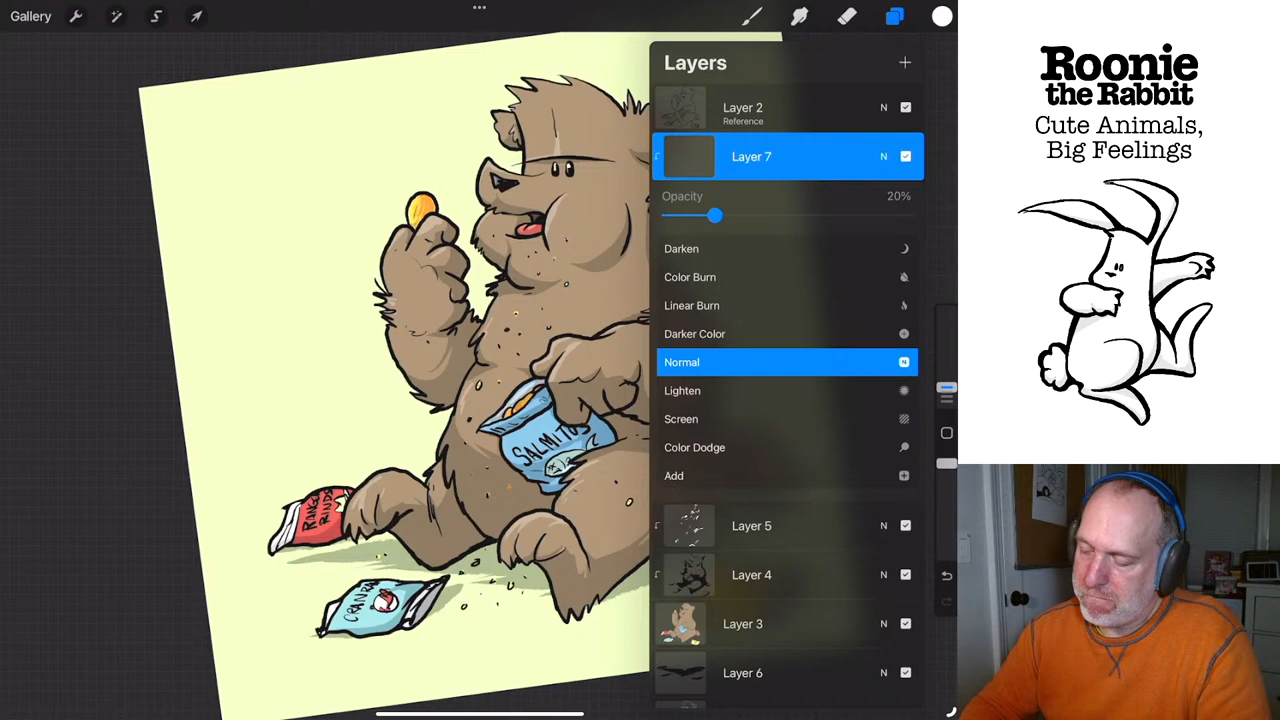 Gallery
Layers
Layer 2
N
Reference
Layer 7
N
Opacity
20%
Darken
Color Burn
Linear Burn
Darker Color
Normal
N
Lighten
Screen
Color Dodge
Add
Layer 5
N
Layer 4
N
Layer 3
N
Layer 6
N
SALMITOS
RINDS
Roonie
the Rabbit
Cute Animals,
Big Feelings